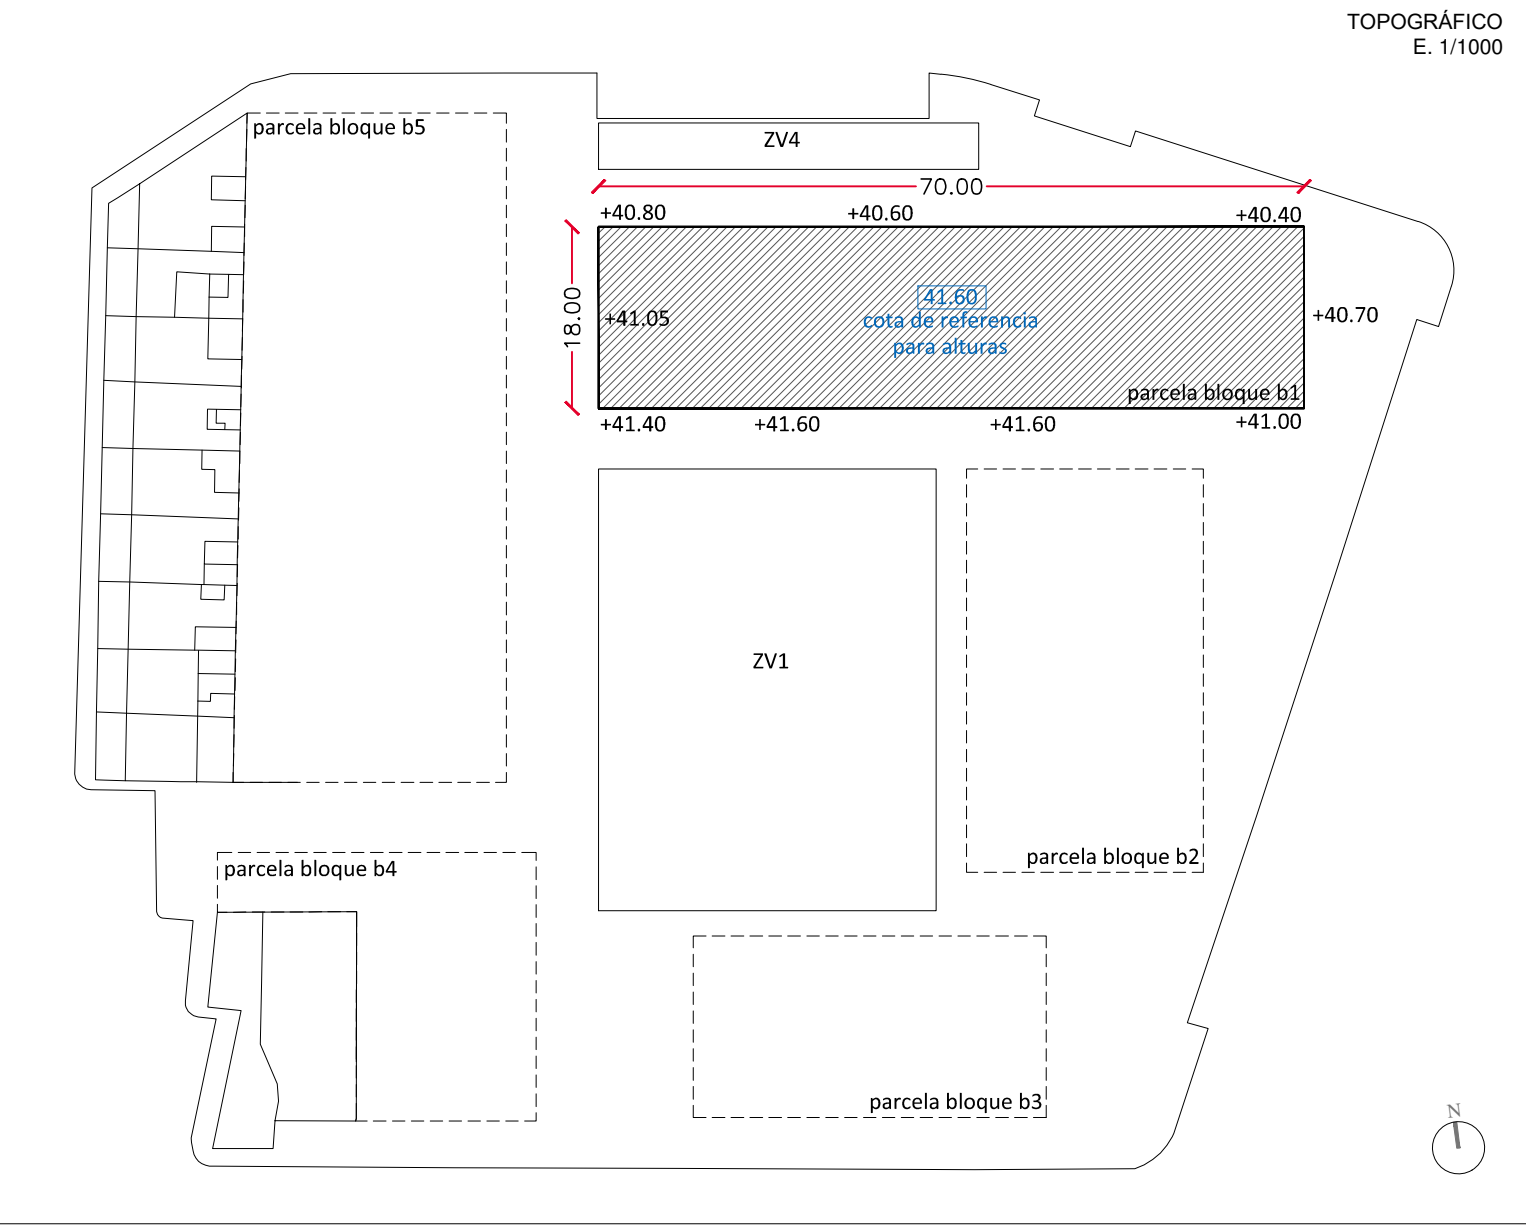 TOPOGRÁFICO
E. 1/1000
parcela bloque b5
ZV4
70.00
+40.80
+40.60
+40.40
18.00
+41.05
41.60
cota de referencia
para alturas
+40.70
parcela bloque b1
+41.40
+41.60
+41.60
+41.00
ZV1
parcela bloque b2
parcela bloque b4
parcela bloque b3
N